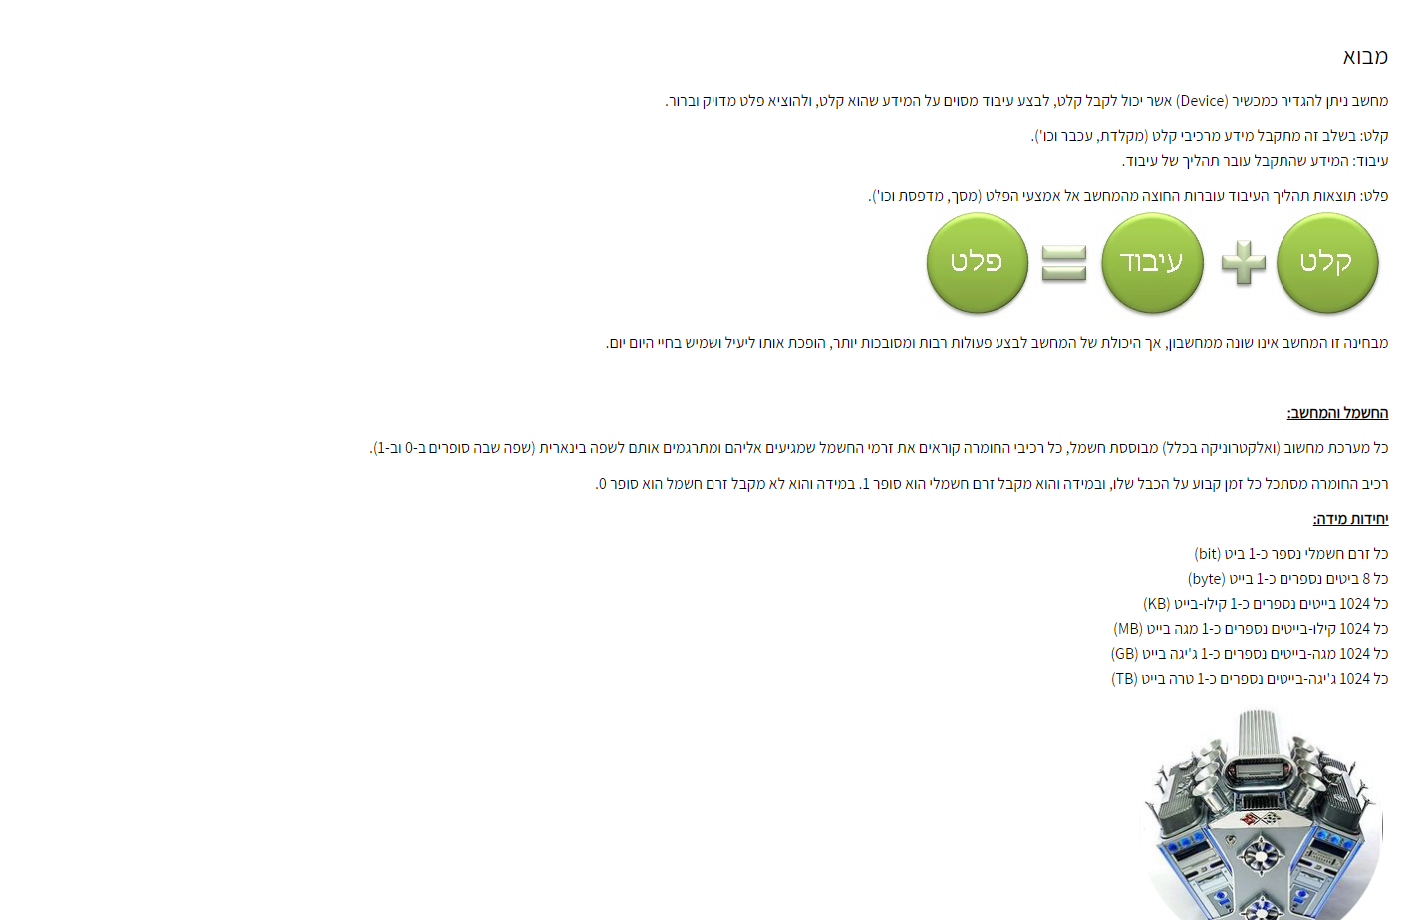 מבוא
מחשב ניתן להגדיר כמכשיר (Device) אשר יכול לקבל קלט, לבצע עיבוד מסוים על המידע שהוא קלט, ולהוציא פלט מדויק וברור.
קלט: בשלב זה מתקבל מידע מרכיבי קלט (מקלדת, עכבר וכו').
עיבוד: המידע שהתקבל עובר תהליך של עיבוד.
פלט: תוצאות תהליך העיבוד עוברות החוצה מהמחשב אל אמצעי הפלט (מסך, מדפסת וכו').
קלט + עיבוד = פלט
מבחינה זו המחשב אינו שונה ממחשבון, אך היכולת של המחשב לבצע פעולות רבות ומסובכות יותר, הופכת אותו ליעיל ושמיש בחיי היום יום.
החשמל והמחשב:
כל מערכת מחשוב (ואלקטרוניקה בכלל) מבוססת חשמל, כל רכיבי החומרה קוראים את זרמי החשמל שמגיעים אליהם ומתרגמים אותם לשפה בינארית (שפה שבה סופרים ב-0 וב-1).
רכיב החומרה מסתכל כל זמן קבוע על הכבל שלו, ובמידה והוא מקבל זרם חשמלי הוא סופר 1. במידה והוא לא מקבל זרם חשמל הוא סופר 0.
יחידות מידה:
כל זרם חשמלי נספר כ-1 ביט (bit)
כל 8 ביטים נספרים כ-1 בייט (byte)
כל 1024 בייטים נספרים כ-1 קילו-בייט (KB)
כל 1024 קילו-בייטים נספרים כ-1 מגה בייט (MB)
כל 1024 מגה-בייטים נספרים כ-1 ג'יגה בייט (GB)
כל 1024 ג'יגה-בייטים נספרים כ-1 טרה בייט (TB)